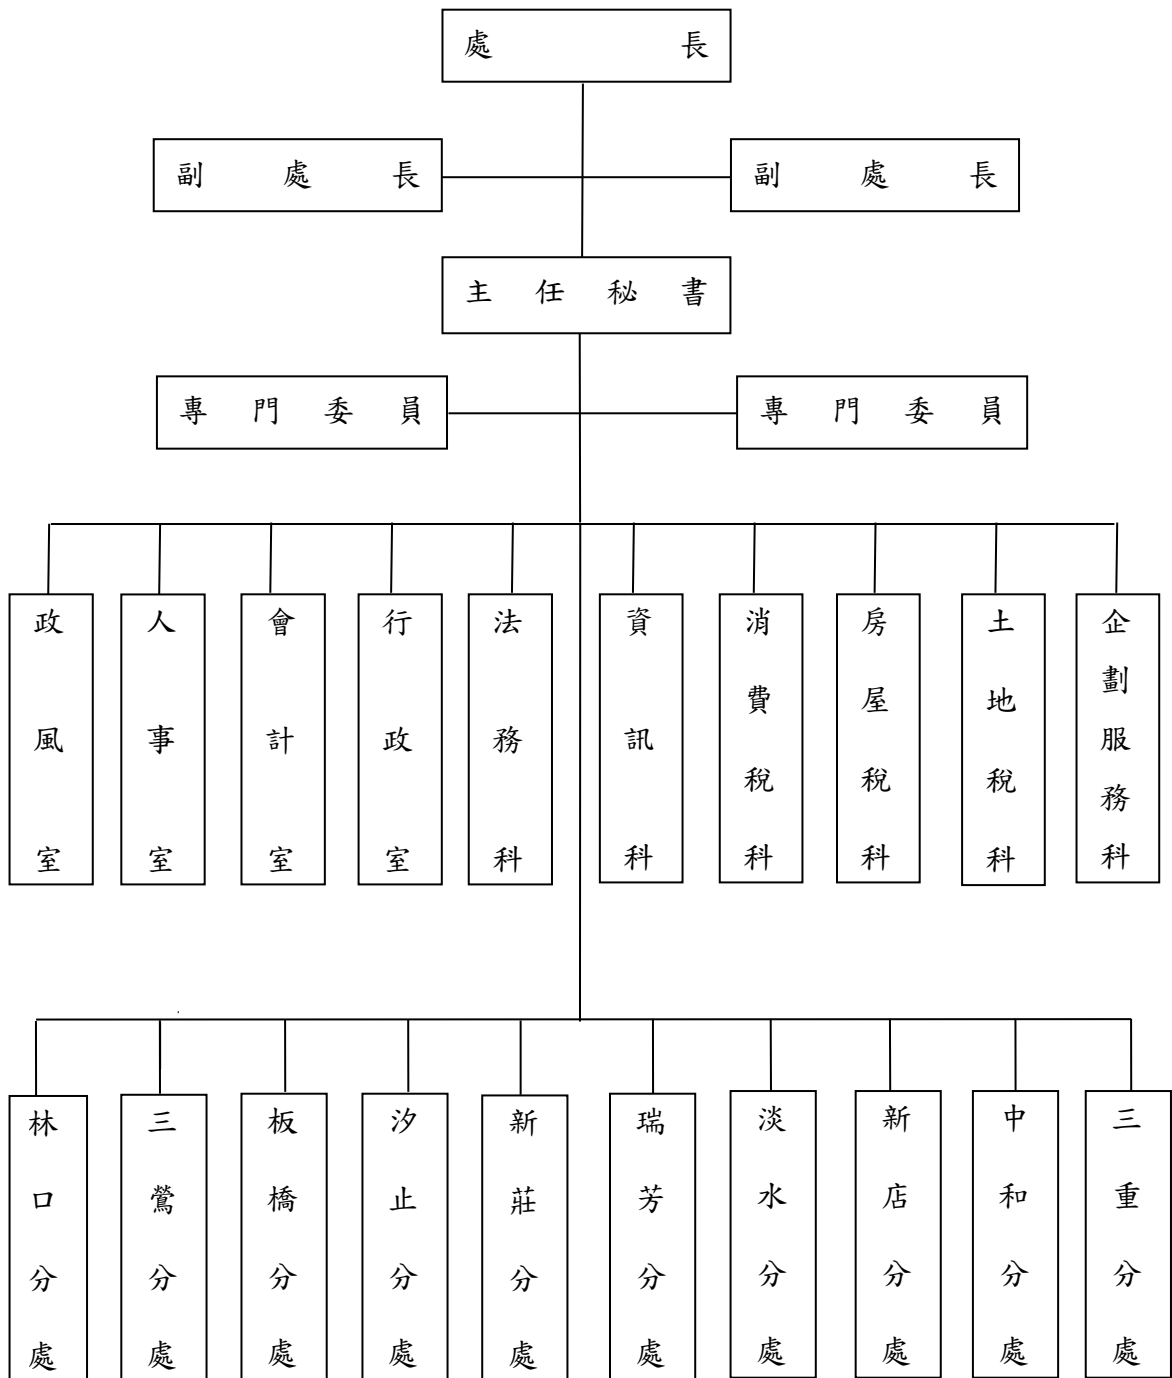 處長
副處長
副處長
主任秘書
專門委員
專門委員
政風室
人事室
會計室
行政室
法務科
資訊科
消費稅科
房屋稅科
土地稅科
企劃服務科
林口分處
三鶯分處
板橋分處
汐止分處
新莊分處
瑞芳分處
淡水分處
新店分處
中和分處
三重分處